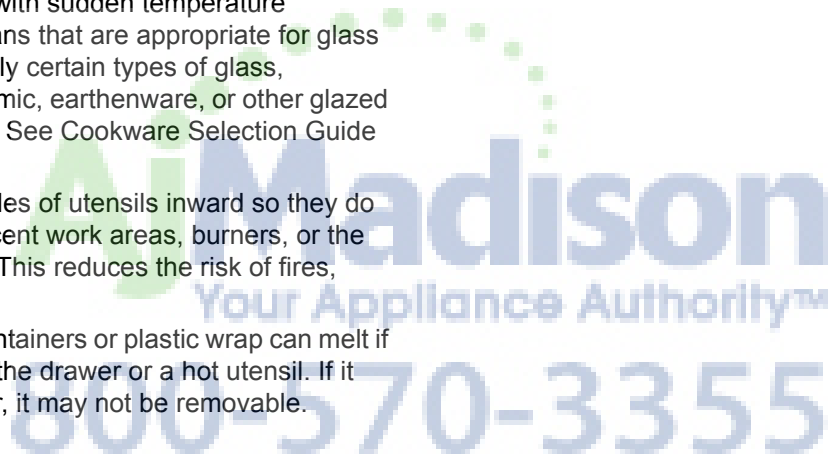 with sudden temperature
ans that are appropriate for glass
ly certain types of glass,
mic, earthenware, or other glazed
See Cookware Selection Guide
les of utensils inward so they do
cent work areas, burners, or the
This reduces the risk of fires,
ntainers or plastic wrap can melt if
the drawer or a hot utensil. If it
r, it may not be removable.
AjMadison
Your Appliance Authority™
800-570-3355